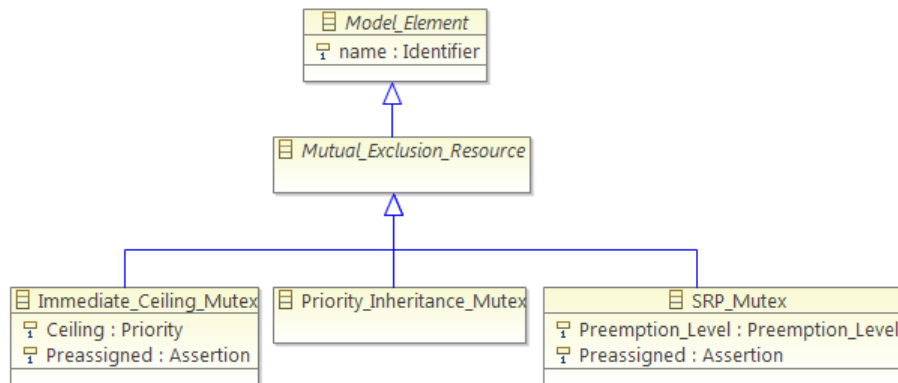 Model_Element
name : Identifier
Mutual_Exclusion_Resource
Immediate_Ceiling_Mutex
Ceiling : Priority
Preassigned : Assertion
Priority_Inheritance_Mutex
SRP_Mutex
Preemption_Level : Preemption_Level
Preassigned : Assertion